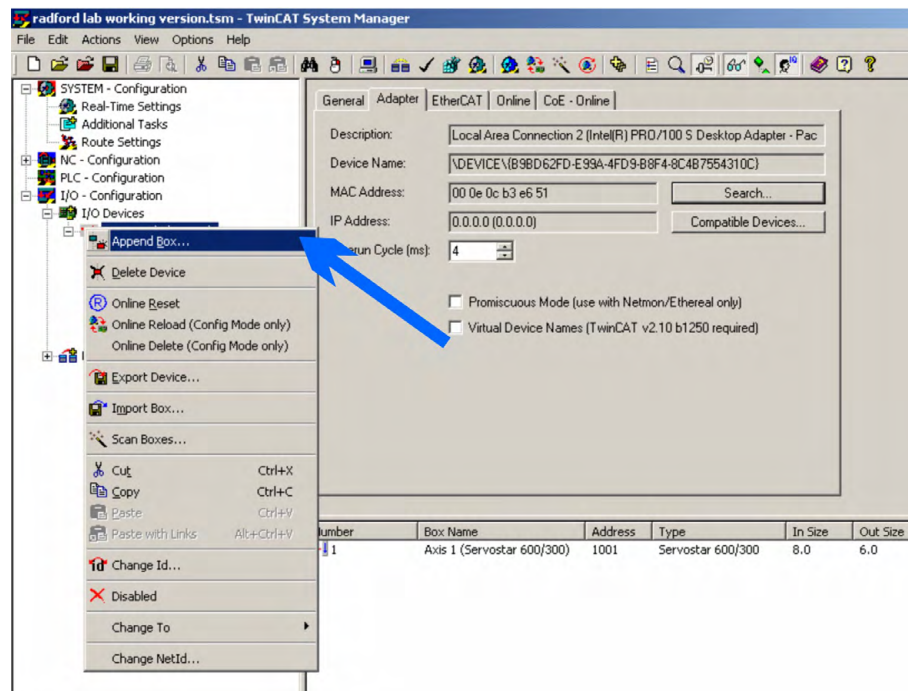 radford lab working version.tsm - TwinCAT System Manager
File Edit Actions View Options Help
SYSTEM - Configuration
Real-Time Settings
Additional Tasks
Route Settings
NC - Configuration
PLC - Configuration
I/O - Configuration
I/O Devices
Append Box...
Delete Device
Online Reset
Online Reload (Config Mode only)
Online Delete (Config Mode only)
Export Device...
Import Box...
Scan Boxes...
Cut Ctrl+X
Copy Ctrl+C
Paste Ctrl+V
Paste with Links Alt+Ctrl+V
Change Id...
Disabled
Change To
Change NetId...
General Adapter EtherCAT Online CoE - Online
Description: Local Area Connection 2 (Intel(R) PRO/100 S Desktop Adapter - Pac
Device Name: \DEVICE\{B9BD62FD-E99A-4FD9-B8F4-8C4B7554310C}
MAC Address: 00 0e 0c b3 e6 51 Search...
IP Address: 0.0.0.0 (0.0.0.0) Compatible Devices...
Cycle (ms): 4
Promiscuous Mode (use with Netmon/Ethereal only)
Virtual Device Names (TwinCAT v2.10 b1250 required)
Box Name Address Type In Size Out Size
1 Axis 1 (Servostar 600/300) 1001 Servostar 600/300 8.0 6.0